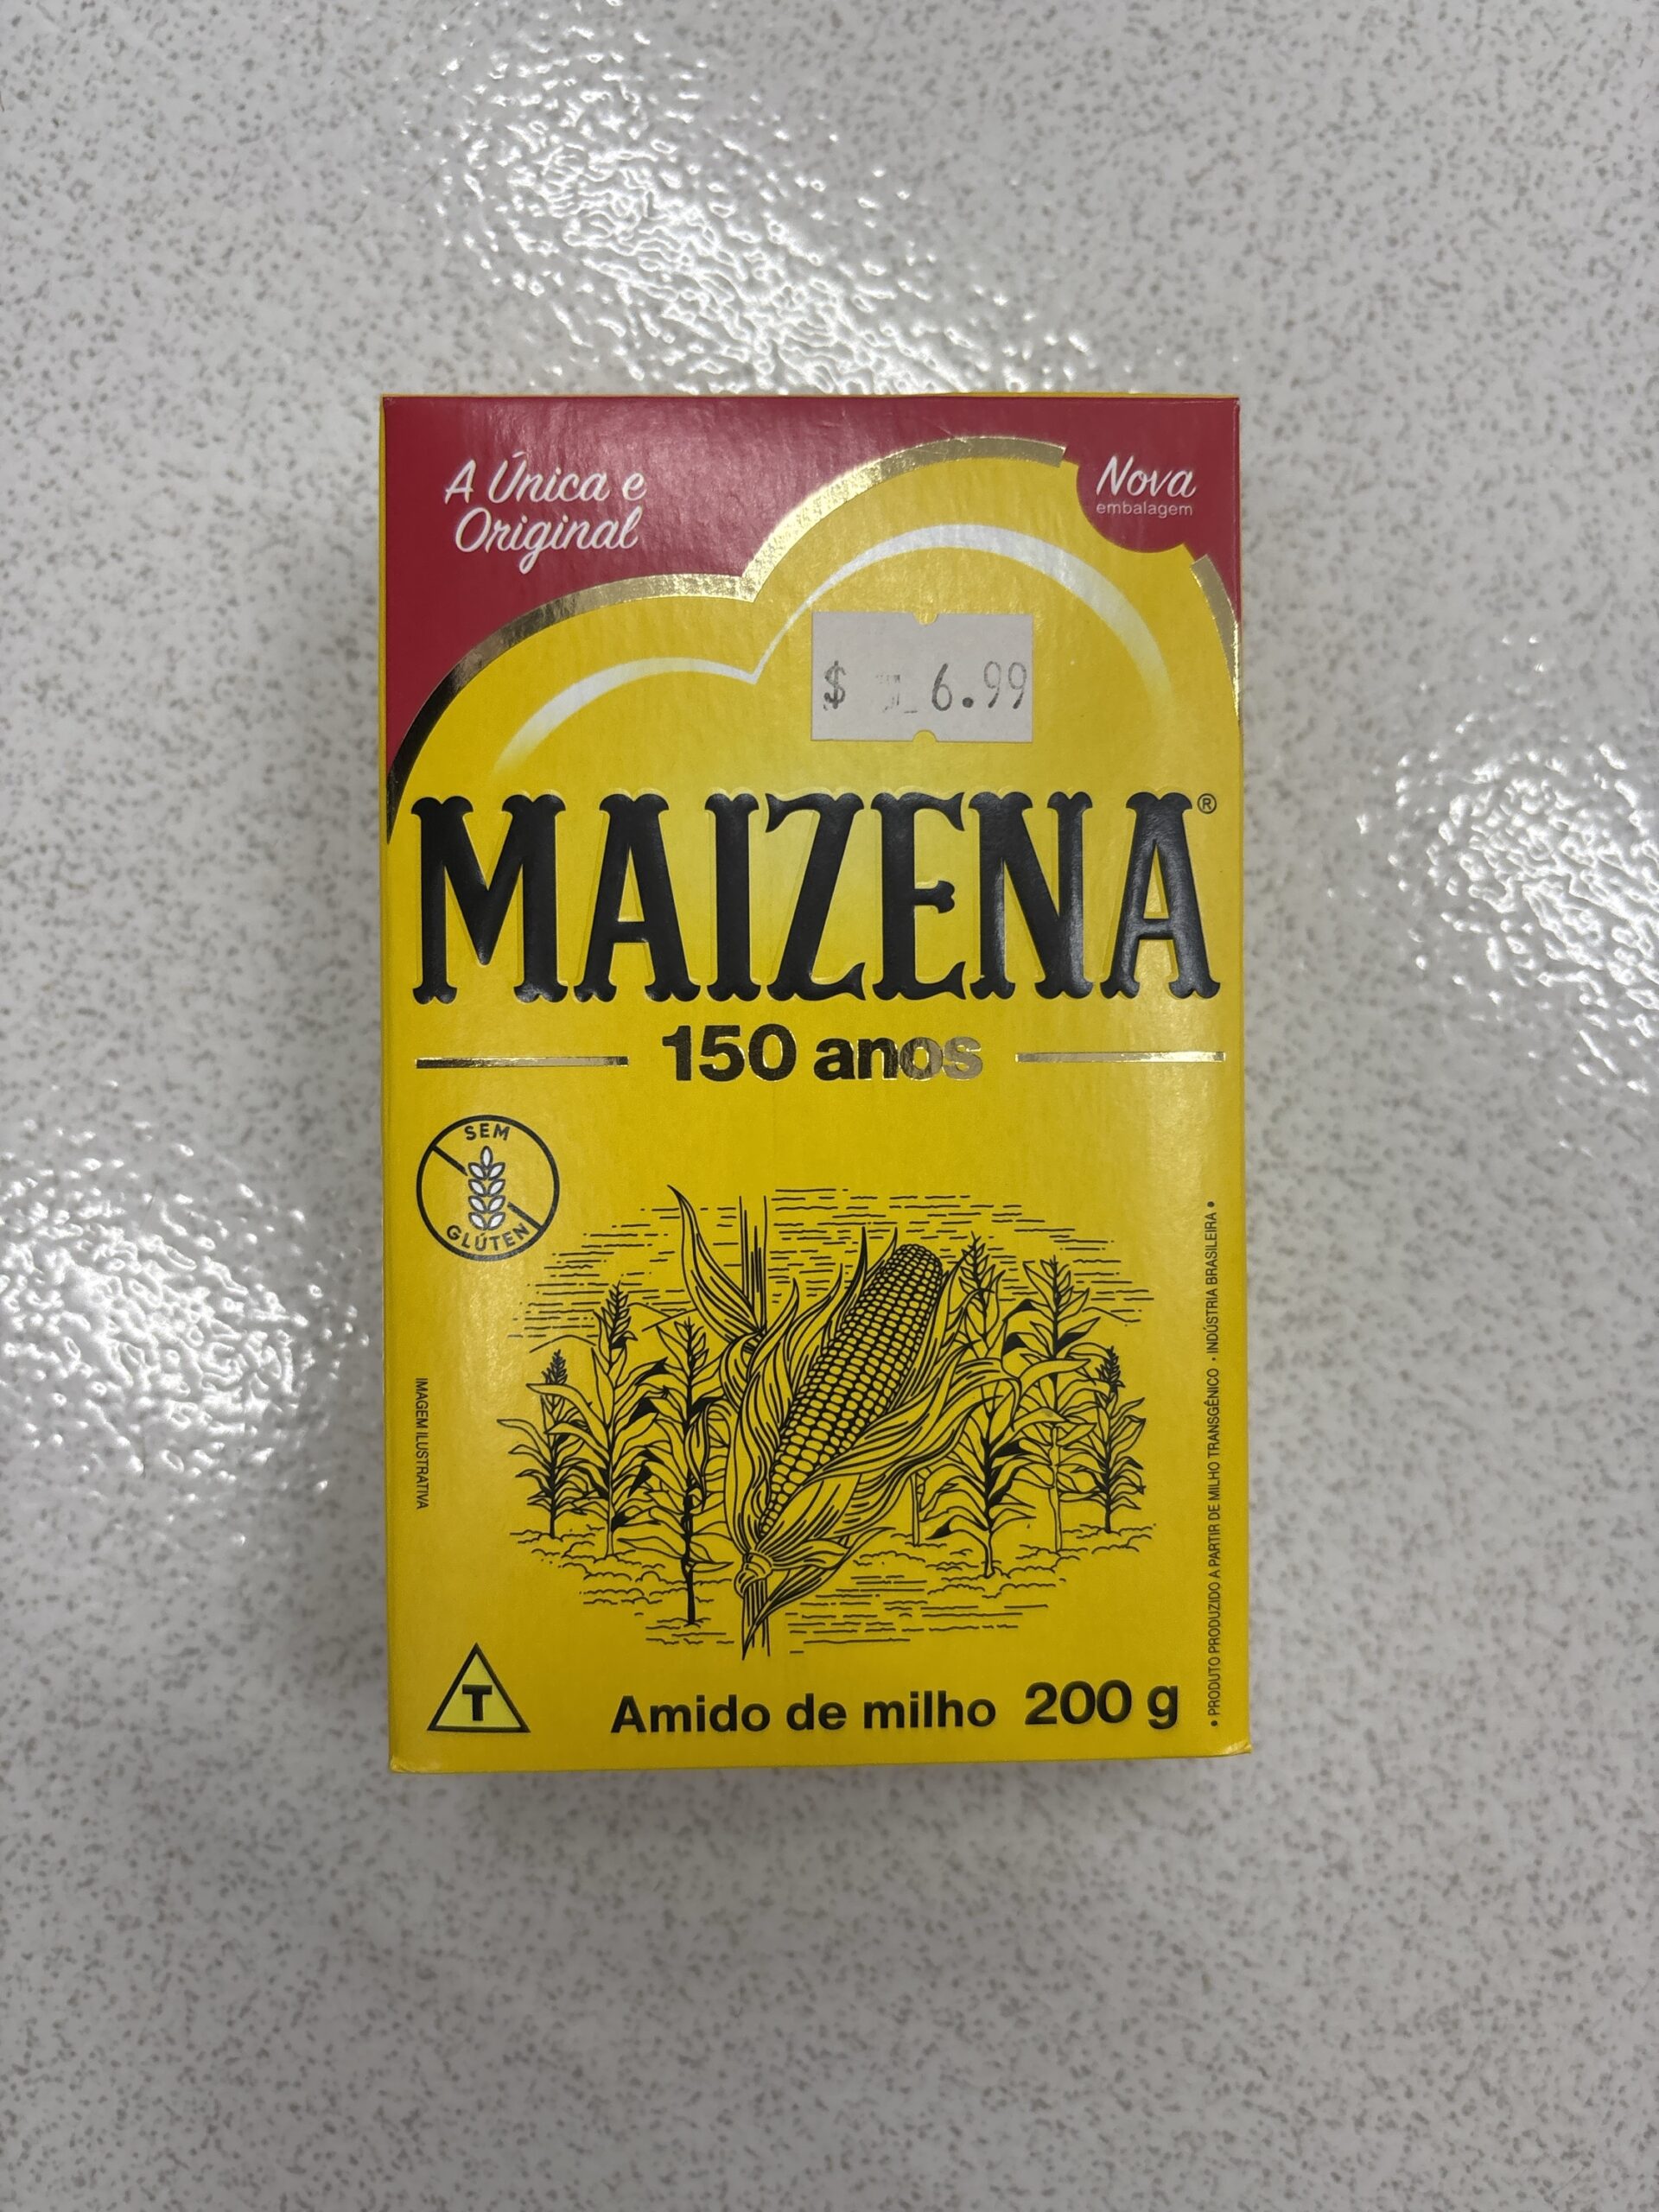 A Única e
Original
Nova
embalagem
$ 6.99
MAIZENA®
150 anos
SEM
GLÚTEN
IMAGEM ILUSTRATIVA
• PRODUTO PRODUZIDO A PARTIR DE MILHO TRANSGÊNICO • INDÚSTRIA BRASILEIRA •
T
Amido de milho 200 g